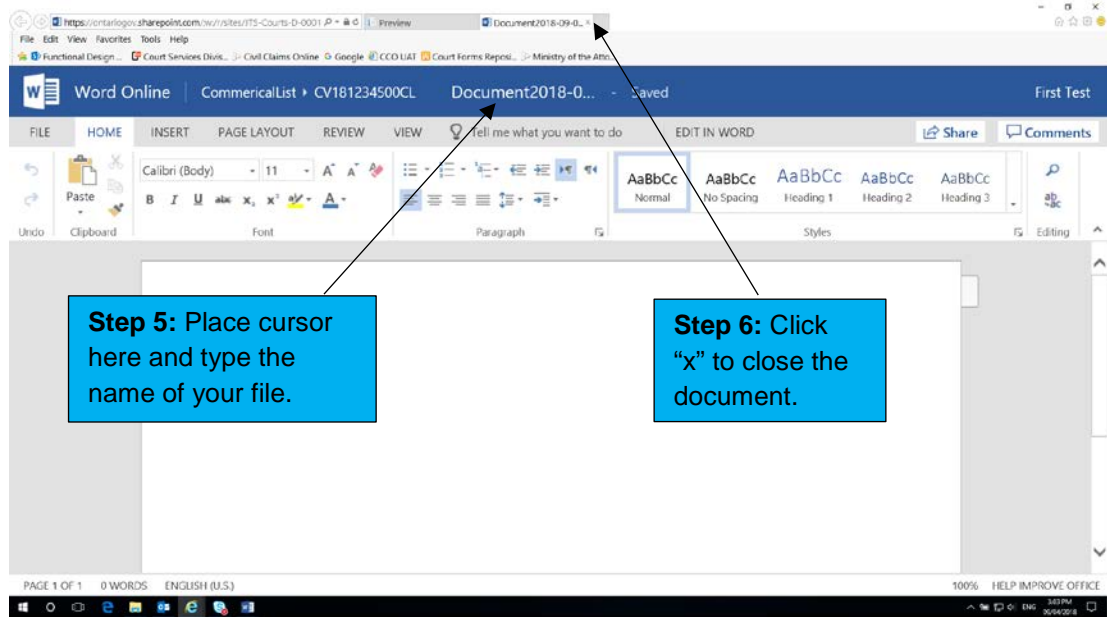 https://ontariogov.sharepoint.com/:w:/r/sites/ITS-Courts-D-0001 Preview Document2018-09-0... x
File Edit View Favorites Tools Help
Functional Design... Court Services Divis... Civil Claims Online Google CCO UAT Court Forms Reposi... Ministry of the Atto...
Word Online CommericalList CV181234500CL Document2018-0... - Saved First Test
FILE HOME INSERT PAGE LAYOUT REVIEW VIEW Tell me what you want to do EDIT IN WORD Share Comments
Calibri (Body) 11
Paste B I U abc AaBbCc AaBbCc AaBbCc AaBbCc AaBbCc
Normal No Spacing Heading 1 Heading 2 Heading 3
Undo Clipboard Font Paragraph Styles Editing
Step 5: Place cursor
here and type the
name of your file.
Step 6: Click
“x” to close the
document.
PAGE 1 OF 1 0 WORDS ENGLISH (U.S.) 100% HELP IMPROVE OFFICE
ENG 3:03 PM